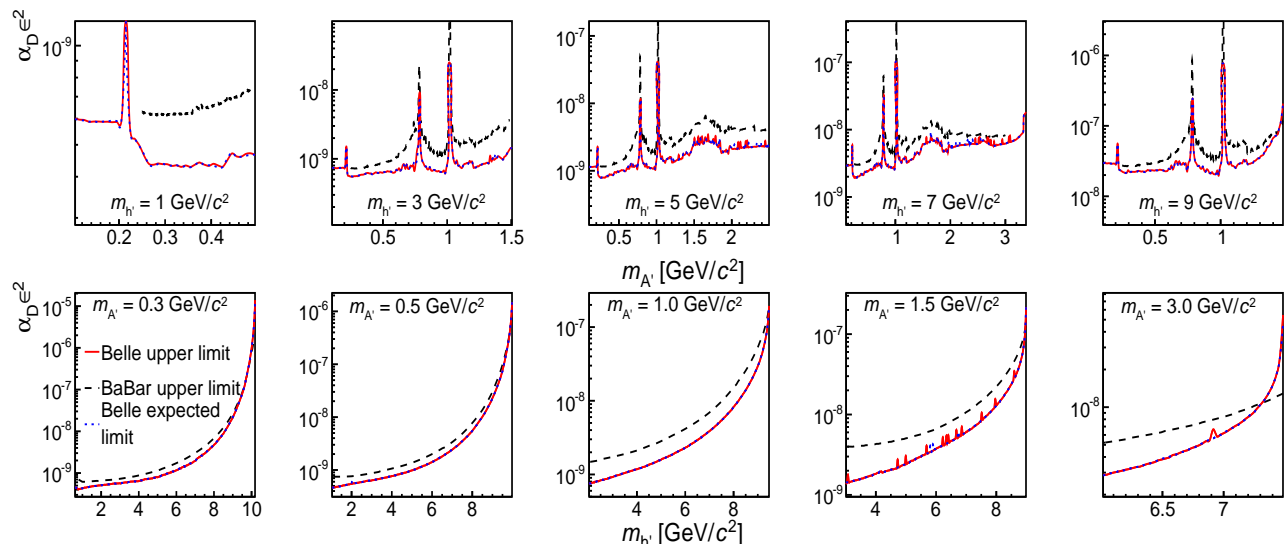 α_D ϵ²
10⁻⁹
m_h' = 1 GeV/c²
0.2 0.3 0.4
10⁻⁸
10⁻⁹
m_h' = 3 GeV/c²
0.5 1 1.5
10⁻⁷
10⁻⁸
10⁻⁹
m_h' = 5 GeV/c²
0.5 1 1.5 2
10⁻⁷
10⁻⁸
10⁻⁹
m_h' = 7 GeV/c²
1 2 3
10⁻⁶
10⁻⁷
10⁻⁸
m_h' = 9 GeV/c²
0.5 1
m_A' [GeV/c²]
α_D ϵ²
10⁻⁵
10⁻⁶
10⁻⁷
10⁻⁸
10⁻⁹
m_A' = 0.3 GeV/c²
Belle upper limit
BaBar upper limit
Belle expected
limit
2 4 6 8 10
10⁻⁶
10⁻⁷
10⁻⁸
10⁻⁹
m_A' = 0.5 GeV/c²
2 4 6 8
10⁻⁷
10⁻⁸
10⁻⁹
m_A' = 1.0 GeV/c²
4 6 8
10⁻⁷
10⁻⁸
10⁻⁹
m_A' = 1.5 GeV/c²
4 6 8
10⁻⁸
m_A' = 3.0 GeV/c²
6.5 7
m_h' [GeV/c²]